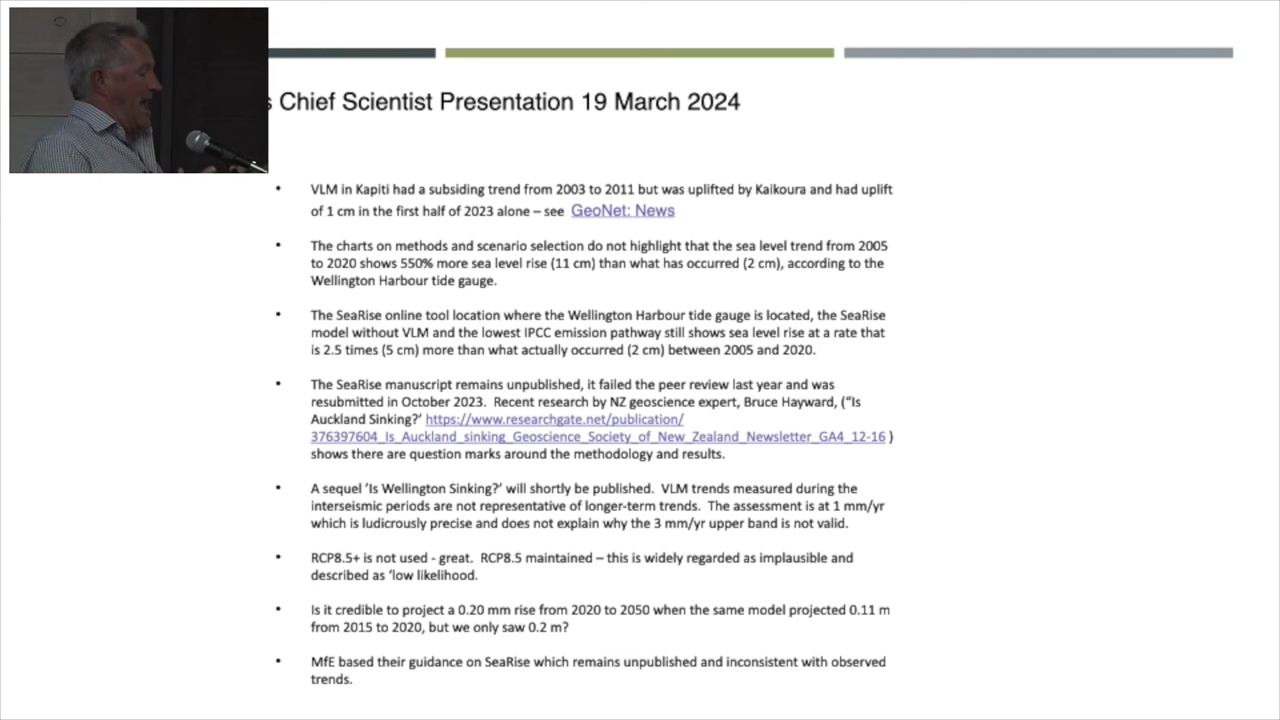 s Chief Scientist Presentation 19 March 2024
• VLM in Kapiti had a subsiding trend from 2003 to 2011 but was uplifted by Kaikoura and had uplift
of 1 cm in the first half of 2023 alone – see GeoNet: News
• The charts on methods and scenario selection do not highlight that the sea level trend from 2005
to 2020 shows 550% more sea level rise (11 cm) than what has occurred (2 cm), according to the
Wellington Harbour tide gauge.
• The SeaRise online tool location where the Wellington Harbour tide gauge is located, the SeaRise
model without VLM and the lowest IPCC emission pathway still shows sea level rise at a rate that
is 2.5 times (5 cm) more than what actually occurred (2 cm) between 2005 and 2020.
• The SeaRise manuscript remains unpublished, it failed the peer review last year and was
resubmitted in October 2023. Recent research by NZ geoscience expert, Bruce Hayward, (“Is
Auckland Sinking?’ https://www.researchgate.net/publication/
376397604_Is_Auckland_sinking_Geoscience_Society_of_New_Zealand_Newsletter_GA4_12-16 )
shows there are question marks around the methodology and results.
• A sequel ‘Is Wellington Sinking?’ will shortly be published. VLM trends measured during the
interseismic periods are not representative of longer-term trends. The assessment is at 1 mm/yr
which is ludicrously precise and does not explain why the 3 mm/yr upper band is not valid.
• RCP8.5+ is not used - great. RCP8.5 maintained – this is widely regarded as implausible and
described as ‘low likelihood.
• Is it credible to project a 0.20 mm rise from 2020 to 2050 when the same model projected 0.11 m
from 2015 to 2020, but we only saw 0.2 m?
• MfE based their guidance on SeaRise which remains unpublished and inconsistent with observed
trends.